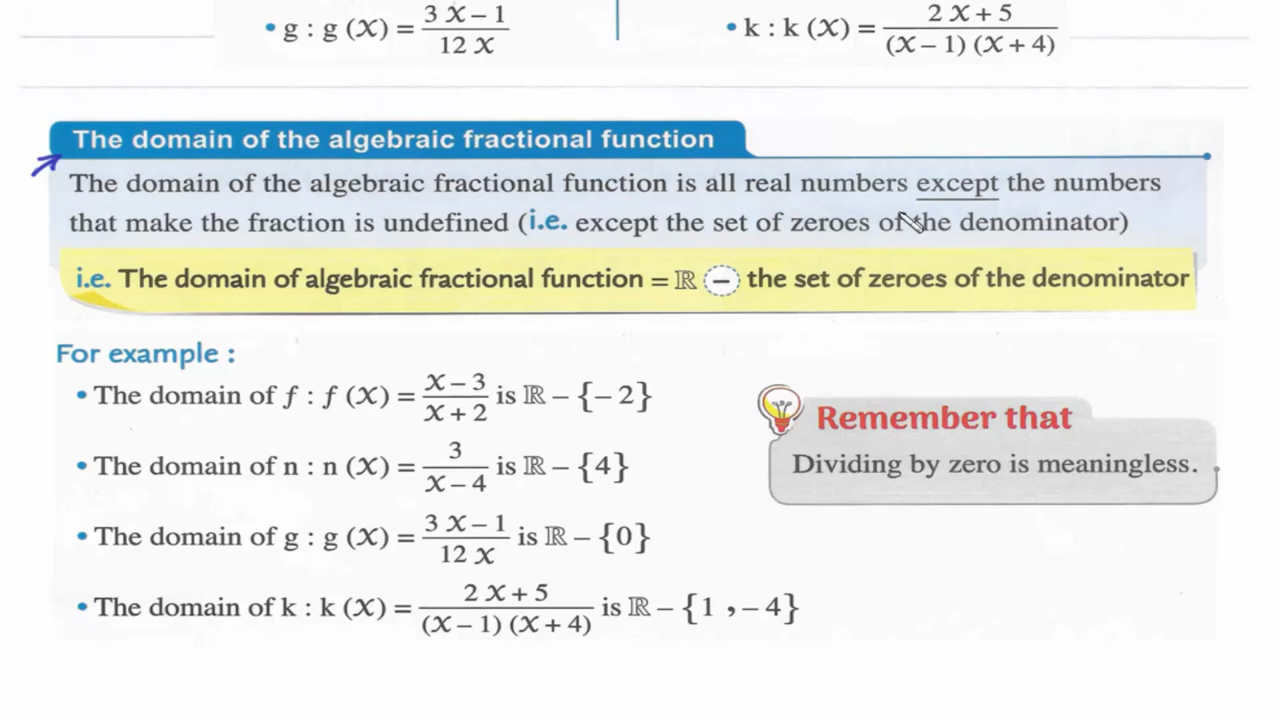 • g : g (X) = (3 X – 1) / (12 X)
• k : k (X) = (2 X + 5) / ((X – 1) (X + 4))
The domain of the algebraic fractional function
The domain of the algebraic fractional function is all real numbers except the numbers
that make the fraction is undefined (i.e. except the set of zeroes of the denominator)
i.e. The domain of algebraic fractional function = ℝ – the set of zeroes of the denominator
For example :
• The domain of f : f (X) = (X – 3) / (X + 2) is ℝ – {– 2}
• The domain of n : n (X) = 3 / (X – 4) is ℝ – {4}
• The domain of g : g (X) = (3 X – 1) / (12 X) is ℝ – {0}
• The domain of k : k (X) = (2 X + 5) / ((X – 1) (X + 4)) is ℝ – {1 , – 4}
Remember that
Dividing by zero is meaningless.